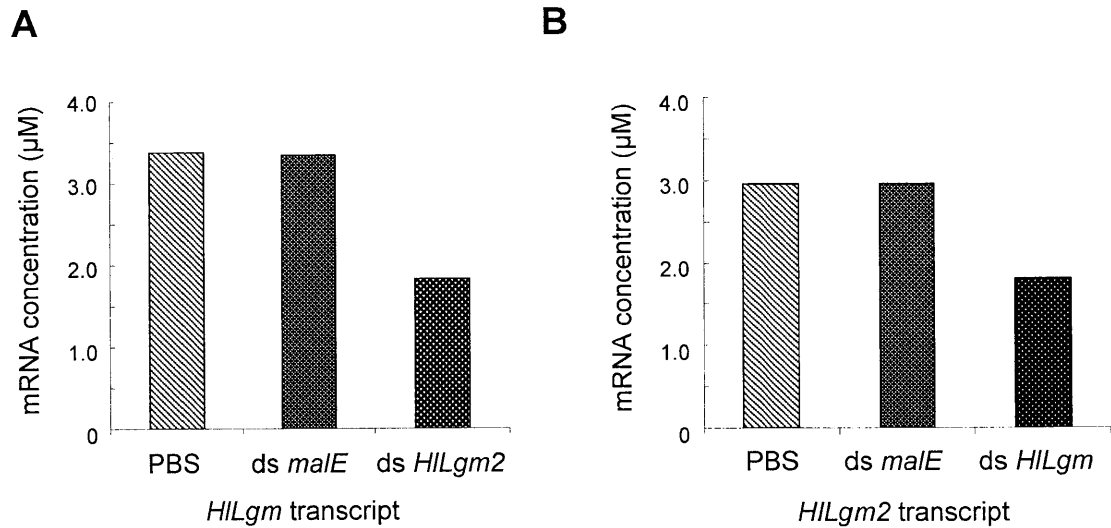 A
mRNA concentration (µM)
4.0
3.0
2.0
1.0
0
PBS ds malE ds HlLgm2
HlLgm transcript
B
mRNA concentration (µM)
4.0
3.0
2.0
1.0
0
PBS ds malE ds HlLgm
HlLgm2 transcript